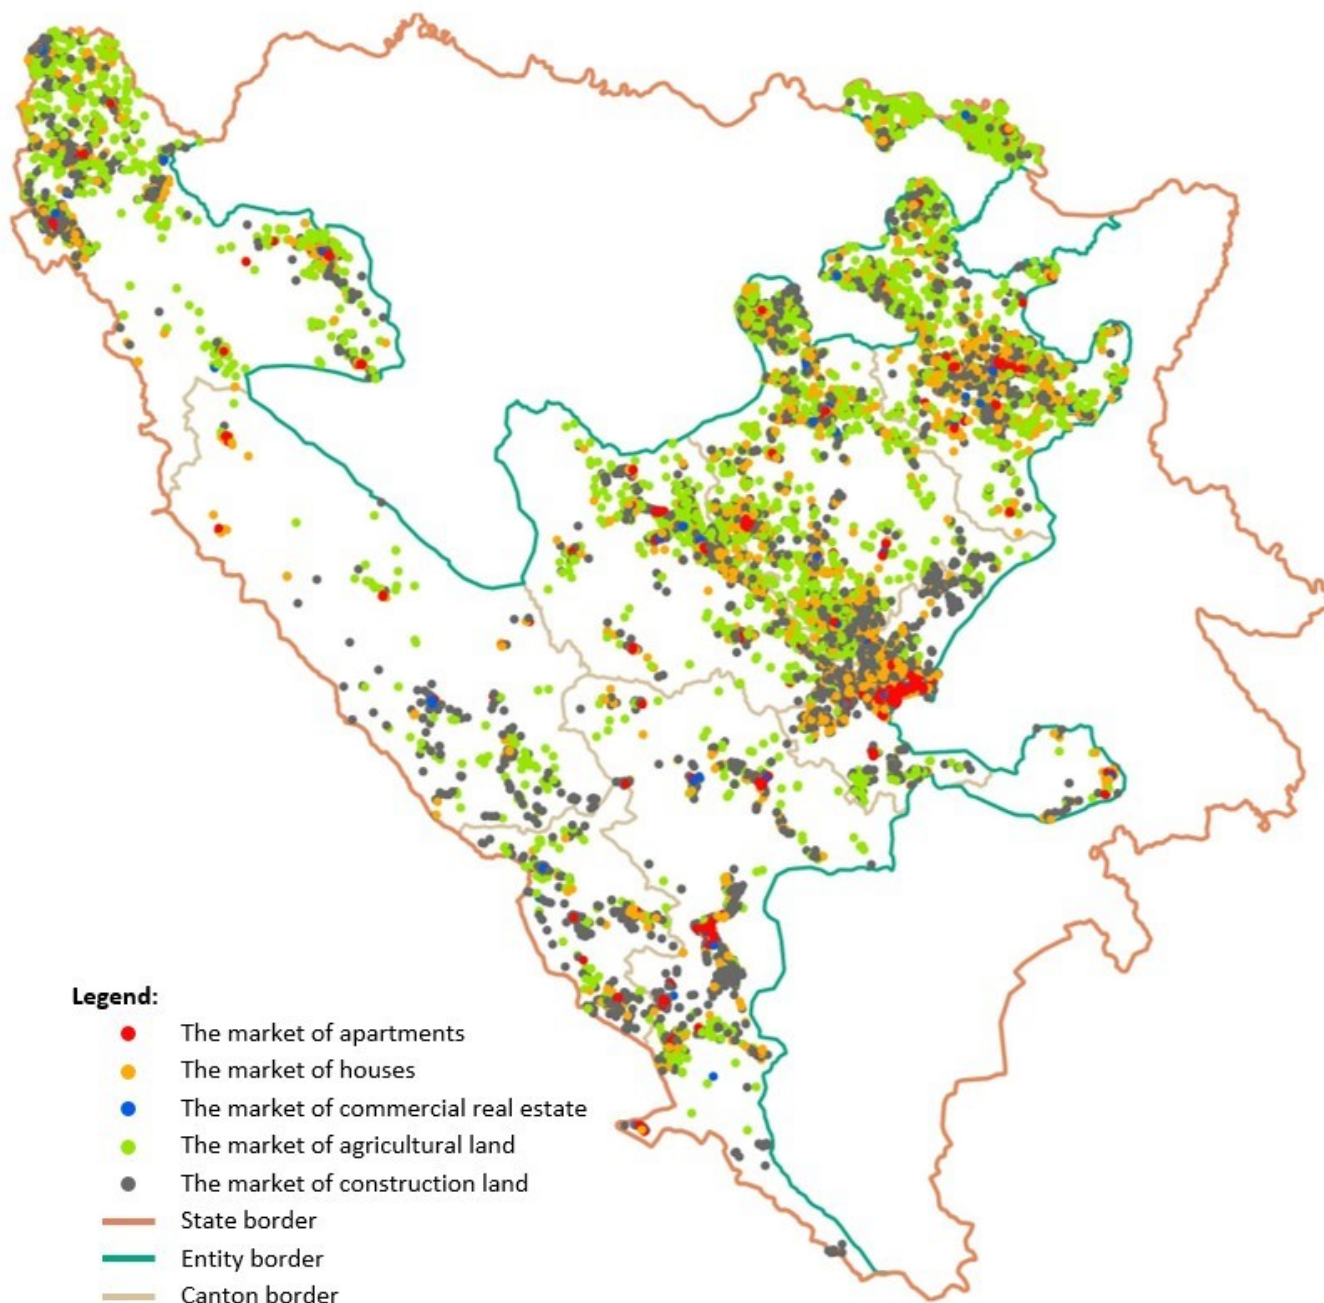 Legend:
The market of apartments
The market of houses
The market of commercial real estate
The market of agricultural land
The market of construction land
State border
Entity border
Canton border